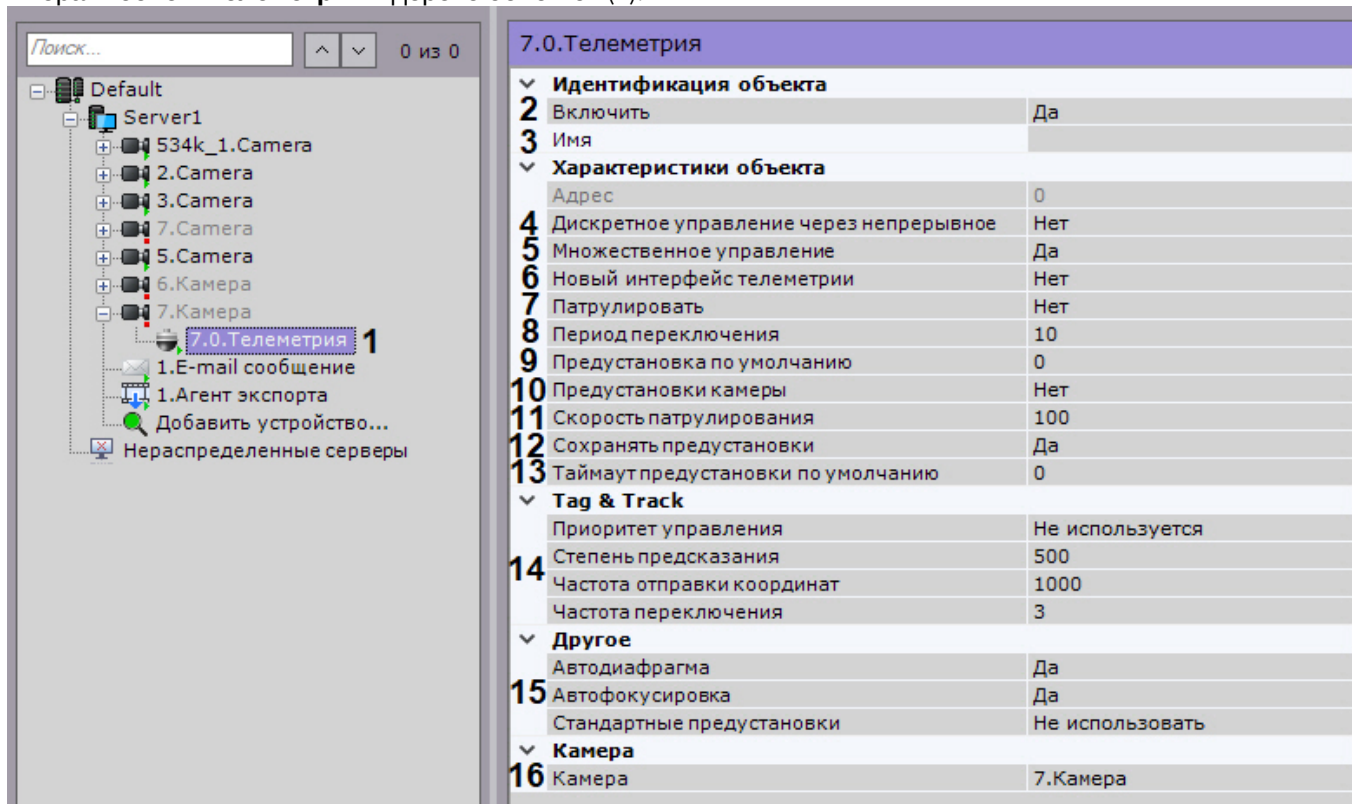 Поиск...
0 из 0
Default
Server1
534k_1.Camera
2.Camera
3.Camera
7.Camera
5.Camera
6.Камера
7.Камера
7.0.Телеметрия 1
1.E-mail сообщение
1.Агент экспорта
Добавить устройство...
Нераспределенные серверы
7.0.Телеметрия
Идентификация объекта
2 Включить Да
3 Имя
Характеристики объекта
Адрес 0
4 Дискретное управление через непрерывное Нет
5 Множественное управление Да
6 Новый интерфейс телеметрии Нет
7 Патрулировать Нет
8 Период переключения 10
9 Предустановка по умолчанию 0
10 Предустановки камеры Нет
11 Скорость патрулирования 100
12 Сохранять предустановки Да
13 Таймаут предустановки по умолчанию 0
Tag & Track
Приоритет управления Не используется
Степень предсказания 500
14
Частота отправки координат 1000
Частота переключения 3
Другое
Автодиафрагма Да
15 Автофокусировка Да
Стандартные предустановки Не использовать
Камера
16 Камера 7.Камера